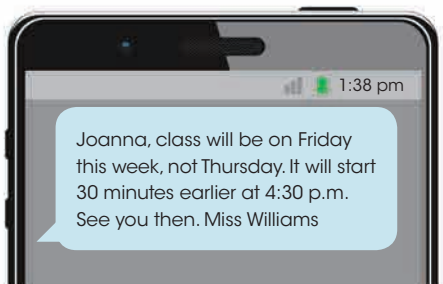 1:38 pm
Joanna, class will be on Friday
this week, not Thursday. It will start
30 minutes earlier at 4:30 p.m.
See you then. Miss Williams